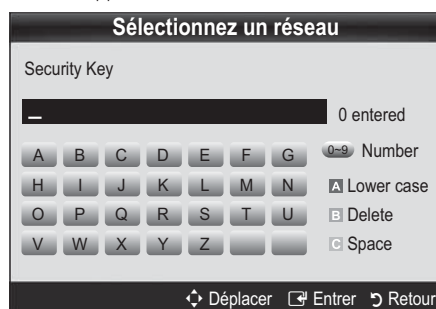 Sélectionnez un réseau
Security Key
_ 0 entered
A B C D E F G 0~9 Number
H I J K L M N A Lower case
O P Q R S T U B Delete
V W X Y Z C Space
Déplacer Entrer Retour